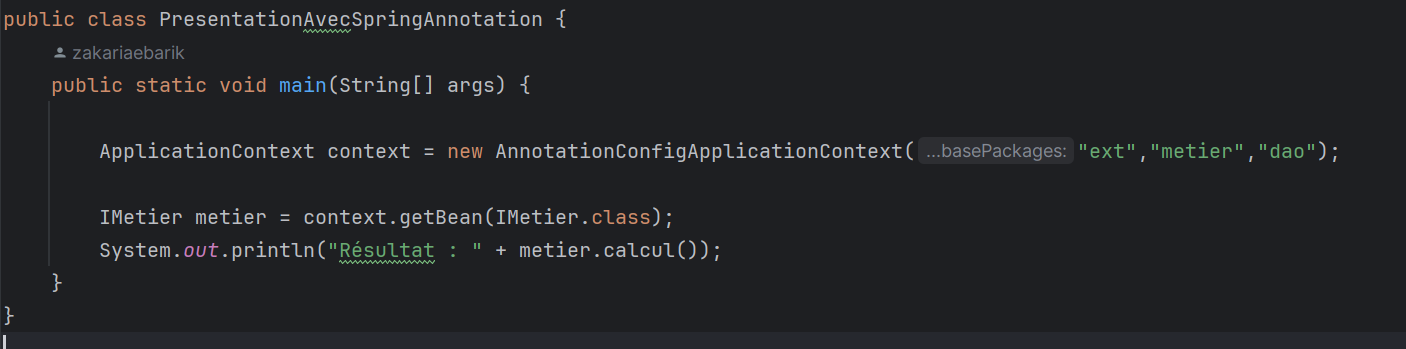 public class PresentationAvecSpringAnnotation {
zakariaebarik
public static void main(String[] args) {
ApplicationContext context = new AnnotationConfigApplicationContext( ...basePackages: "ext","metier","dao");
IMetier metier = context.getBean(IMetier.class);
System.out.println("Résultat : " + metier.calcul());
}
}